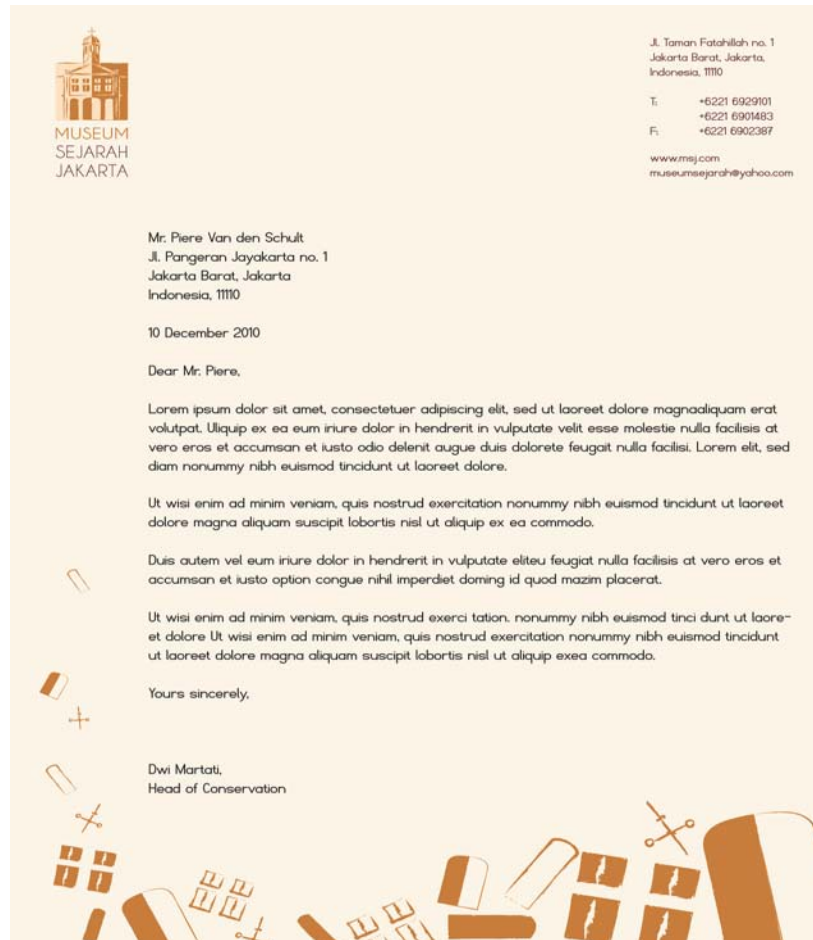 MUSEUM
SEJARAH
JAKARTA
Jl. Taman Fatahillah no. 1
Jakarta Barat, Jakarta,
Indonesia, 11110
T: +6221 6929101
+6221 6901483
F: +6221 6902387
www.msj.com
museumsejarah@yahoo.com
Mr. Piere Van den Schult
Jl. Pangeran Jayakarta no. 1
Jakarta Barat, Jakarta
Indonesia, 11110
10 December 2010
Dear Mr. Piere,
Lorem ipsum dolor sit amet, consectetuer adipiscing elit, sed ut laoreet dolore magnaaliquam erat
volutpat. Uliquip ex ea eum iriure dolor in hendrerit in vulputate velit esse molestie nulla facilisis at
vero eros et accumsan et iusto odio delenit augue duis dolorete feugait nulla facilisi. Lorem elit, sed
diam nonummy nibh euismod tincidunt ut laoreet dolore.
Ut wisi enim ad minim veniam, quis nostrud exercitation nonummy nibh euismod tincidunt ut laoreet
dolore magna aliquam suscipit lobortis nisl ut aliquip ex ea commodo.
Duis autem vel eum iriure dolor in hendrerit in vulputate eliteu feugiat nulla facilisis at vero eros et
accumsan et iusto option congue nihil imperdiet doming id quod mazim placerat.
Ut wisi enim ad minim veniam, quis nostrud exerci tation. nonummy nibh euismod tinci dunt ut laore-
et dolore Ut wisi enim ad minim veniam, quis nostrud exercitation nonummy nibh euismod tincidunt
ut laoreet dolore magna aliquam suscipit lobortis nisl ut aliquip exea commodo.
Yours sincerely,
Dwi Martati,
Head of Conservation